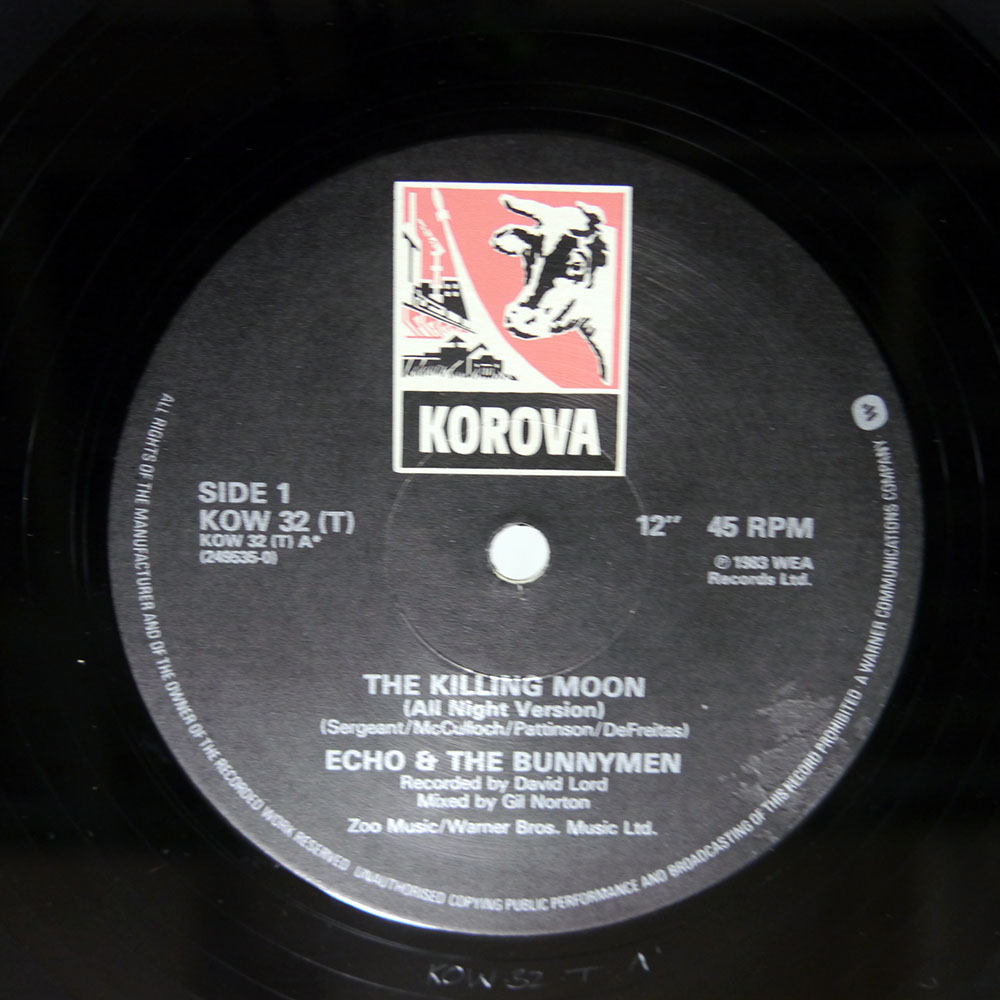 KOROVA
SIDE 1
KOW 32 (T)
KOW 32 (T) A*
(249535-0)
12″ 45 RPM
℗ 1983 WEA
Records Ltd.
THE KILLING MOON
(All Night Version)
(Sergeant/McCulloch/Pattinson/DeFreitas)
ECHO & THE BUNNYMEN
Recorded by David Lord
Mixed by Gil Norton
Zoo Music/Warner Bros. Music Ltd.
ALL RIGHTS OF THE MANUFACTURER AND OF THE OWNER OF THE RECORDED WORK RESERVED UNAUTHORISED COPYING PUBLIC PERFORMANCE AND BROADCASTING OF THIS RECORD PROHIBITED · A WARNER COMMUNICATIONS COMPANY
KOW 32 T A'